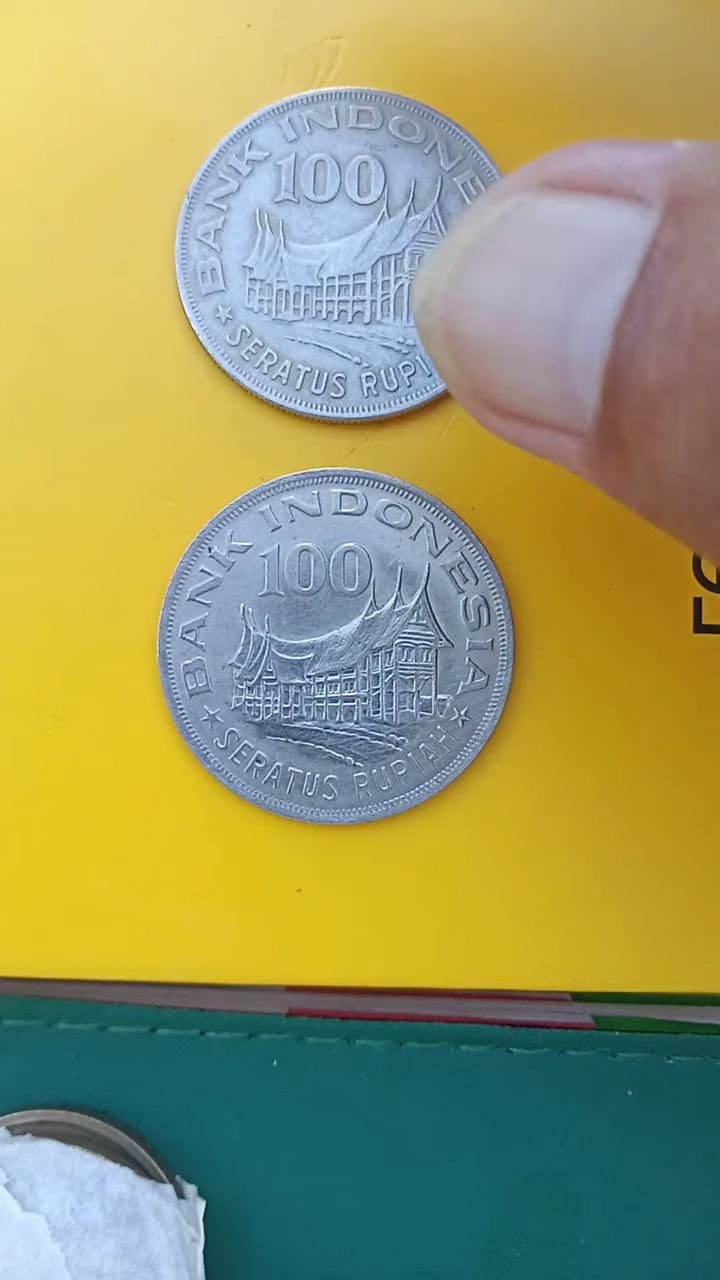 BANK INDONE
100
SERATUS RUPI
BANK INDONESIA
100
SERATUS RUPIAH